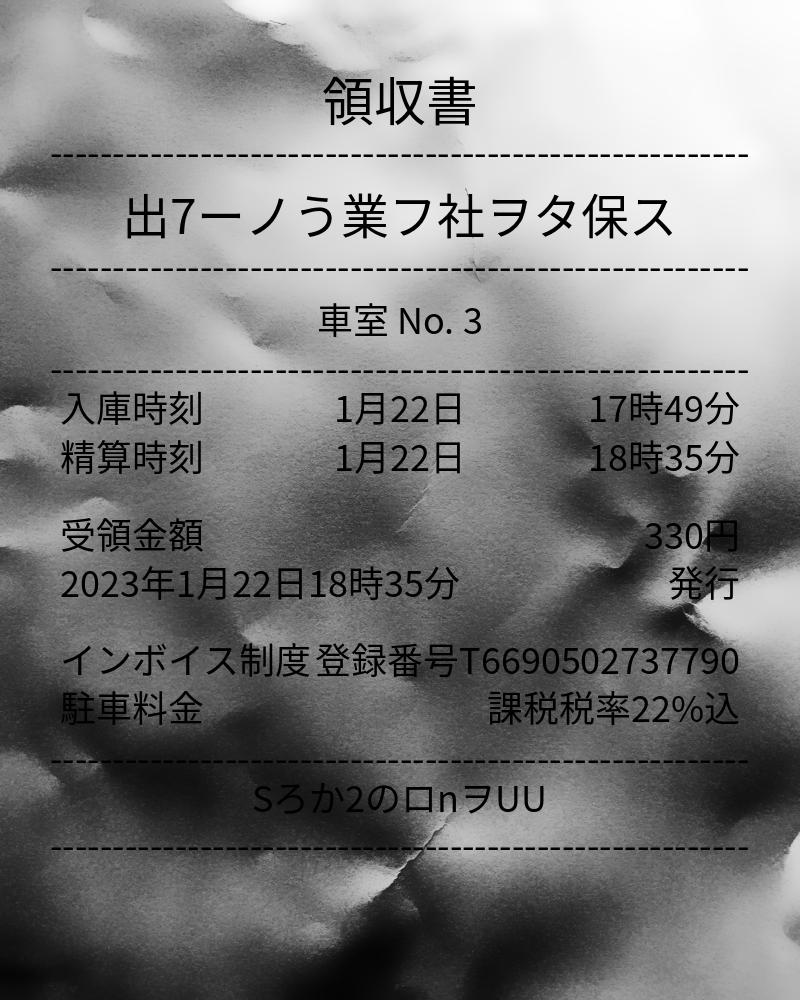 領収書
出7ーノう業フ社ヲタ保ス
車室 No. 3
入庫時刻 1月22日 17時49分
精算時刻 1月22日 18時35分
受領金額 330円
2023年1月22日18時35分 発行
インボイス制度 登録番号T6690502737790
駐車料金 課税税率22%込
Sろか2のロnヲUU